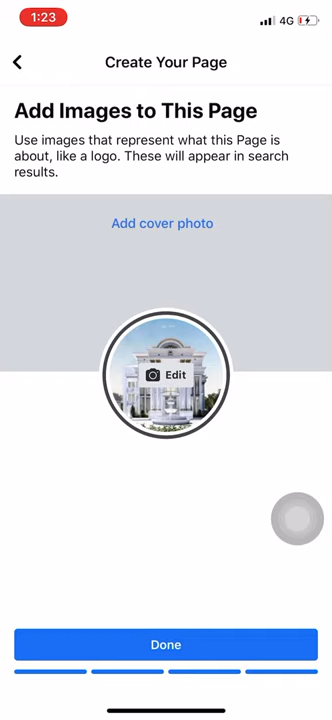 1:23
4G
Create Your Page
Add Images to This Page
Use images that represent what this Page is
about, like a logo. These will appear in search
results.
Add cover photo
Edit
Done